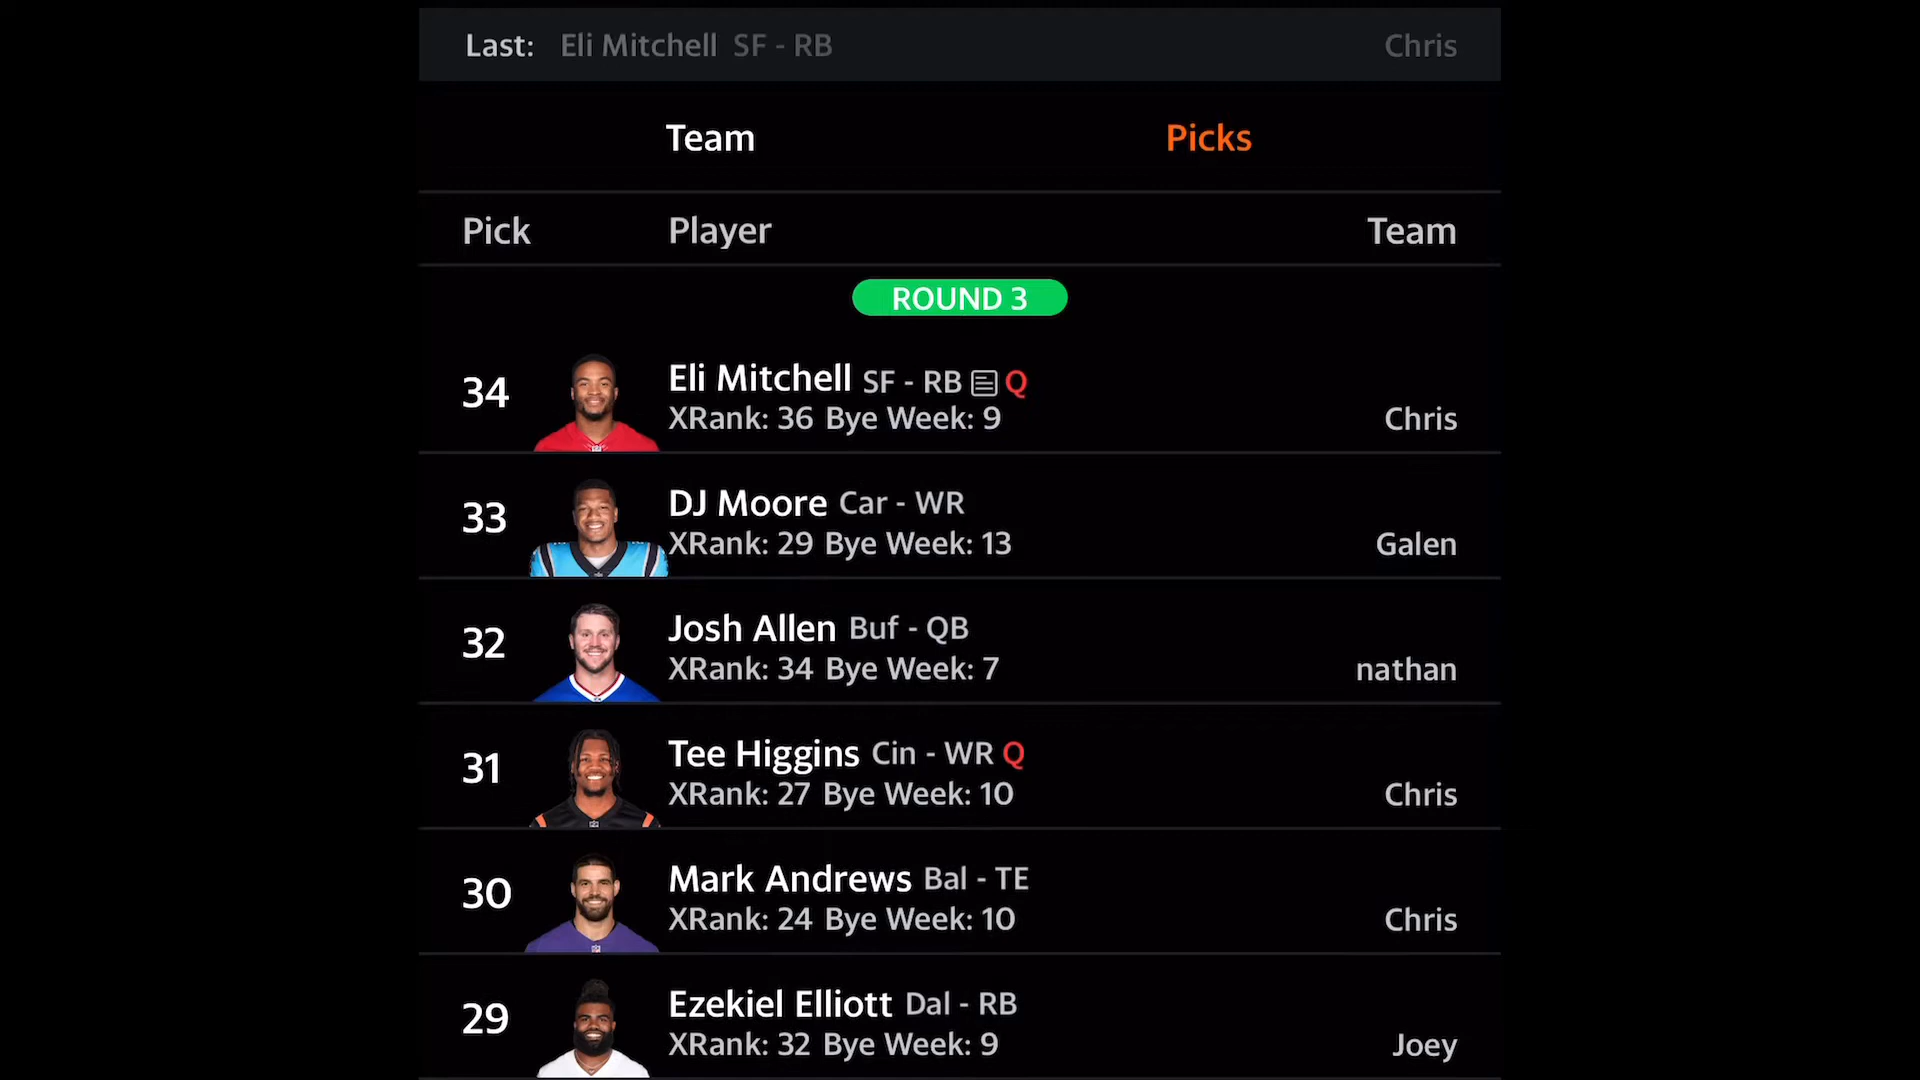 Last: Eli Mitchell SF - RB Chris
Team Picks
Pick Player Team
ROUND 3
34 Eli Mitchell SF - RB Q
XRank: 36 Bye Week: 9 Chris
33 DJ Moore Car - WR
XRank: 29 Bye Week: 13 Galen
32 Josh Allen Buf - QB
XRank: 34 Bye Week: 7 nathan
31 Tee Higgins Cin - WR Q
XRank: 27 Bye Week: 10 Chris
30 Mark Andrews Bal - TE
XRank: 24 Bye Week: 10 Chris
29 Ezekiel Elliott Dal - RB
XRank: 32 Bye Week: 9 Joey